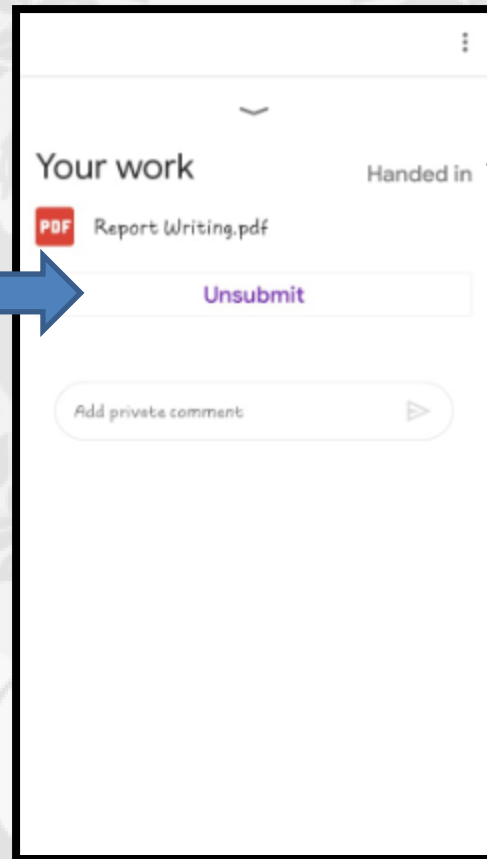 Your work
Handed in
PDF Report Writing.pdf
Unsubmit
Add private comment